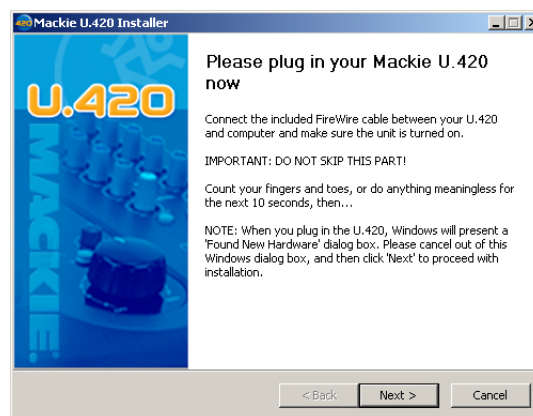 Mackie U.420 Installer
Please plug in your Mackie U.420
now
Connect the included FireWire cable between your U.420
and computer and make sure the unit is turned on.
IMPORTANT: DO NOT SKIP THIS PART!
Count your fingers and toes, or do anything meaningless for
the next 10 seconds, then...
NOTE: When you plug in the U.420, Windows will present a
'Found New Hardware' dialog box. Please cancel out of this
Windows dialog box, and then click 'Next' to proceed with
installation.
U.420
MACKIE.
< Back
Next >
Cancel